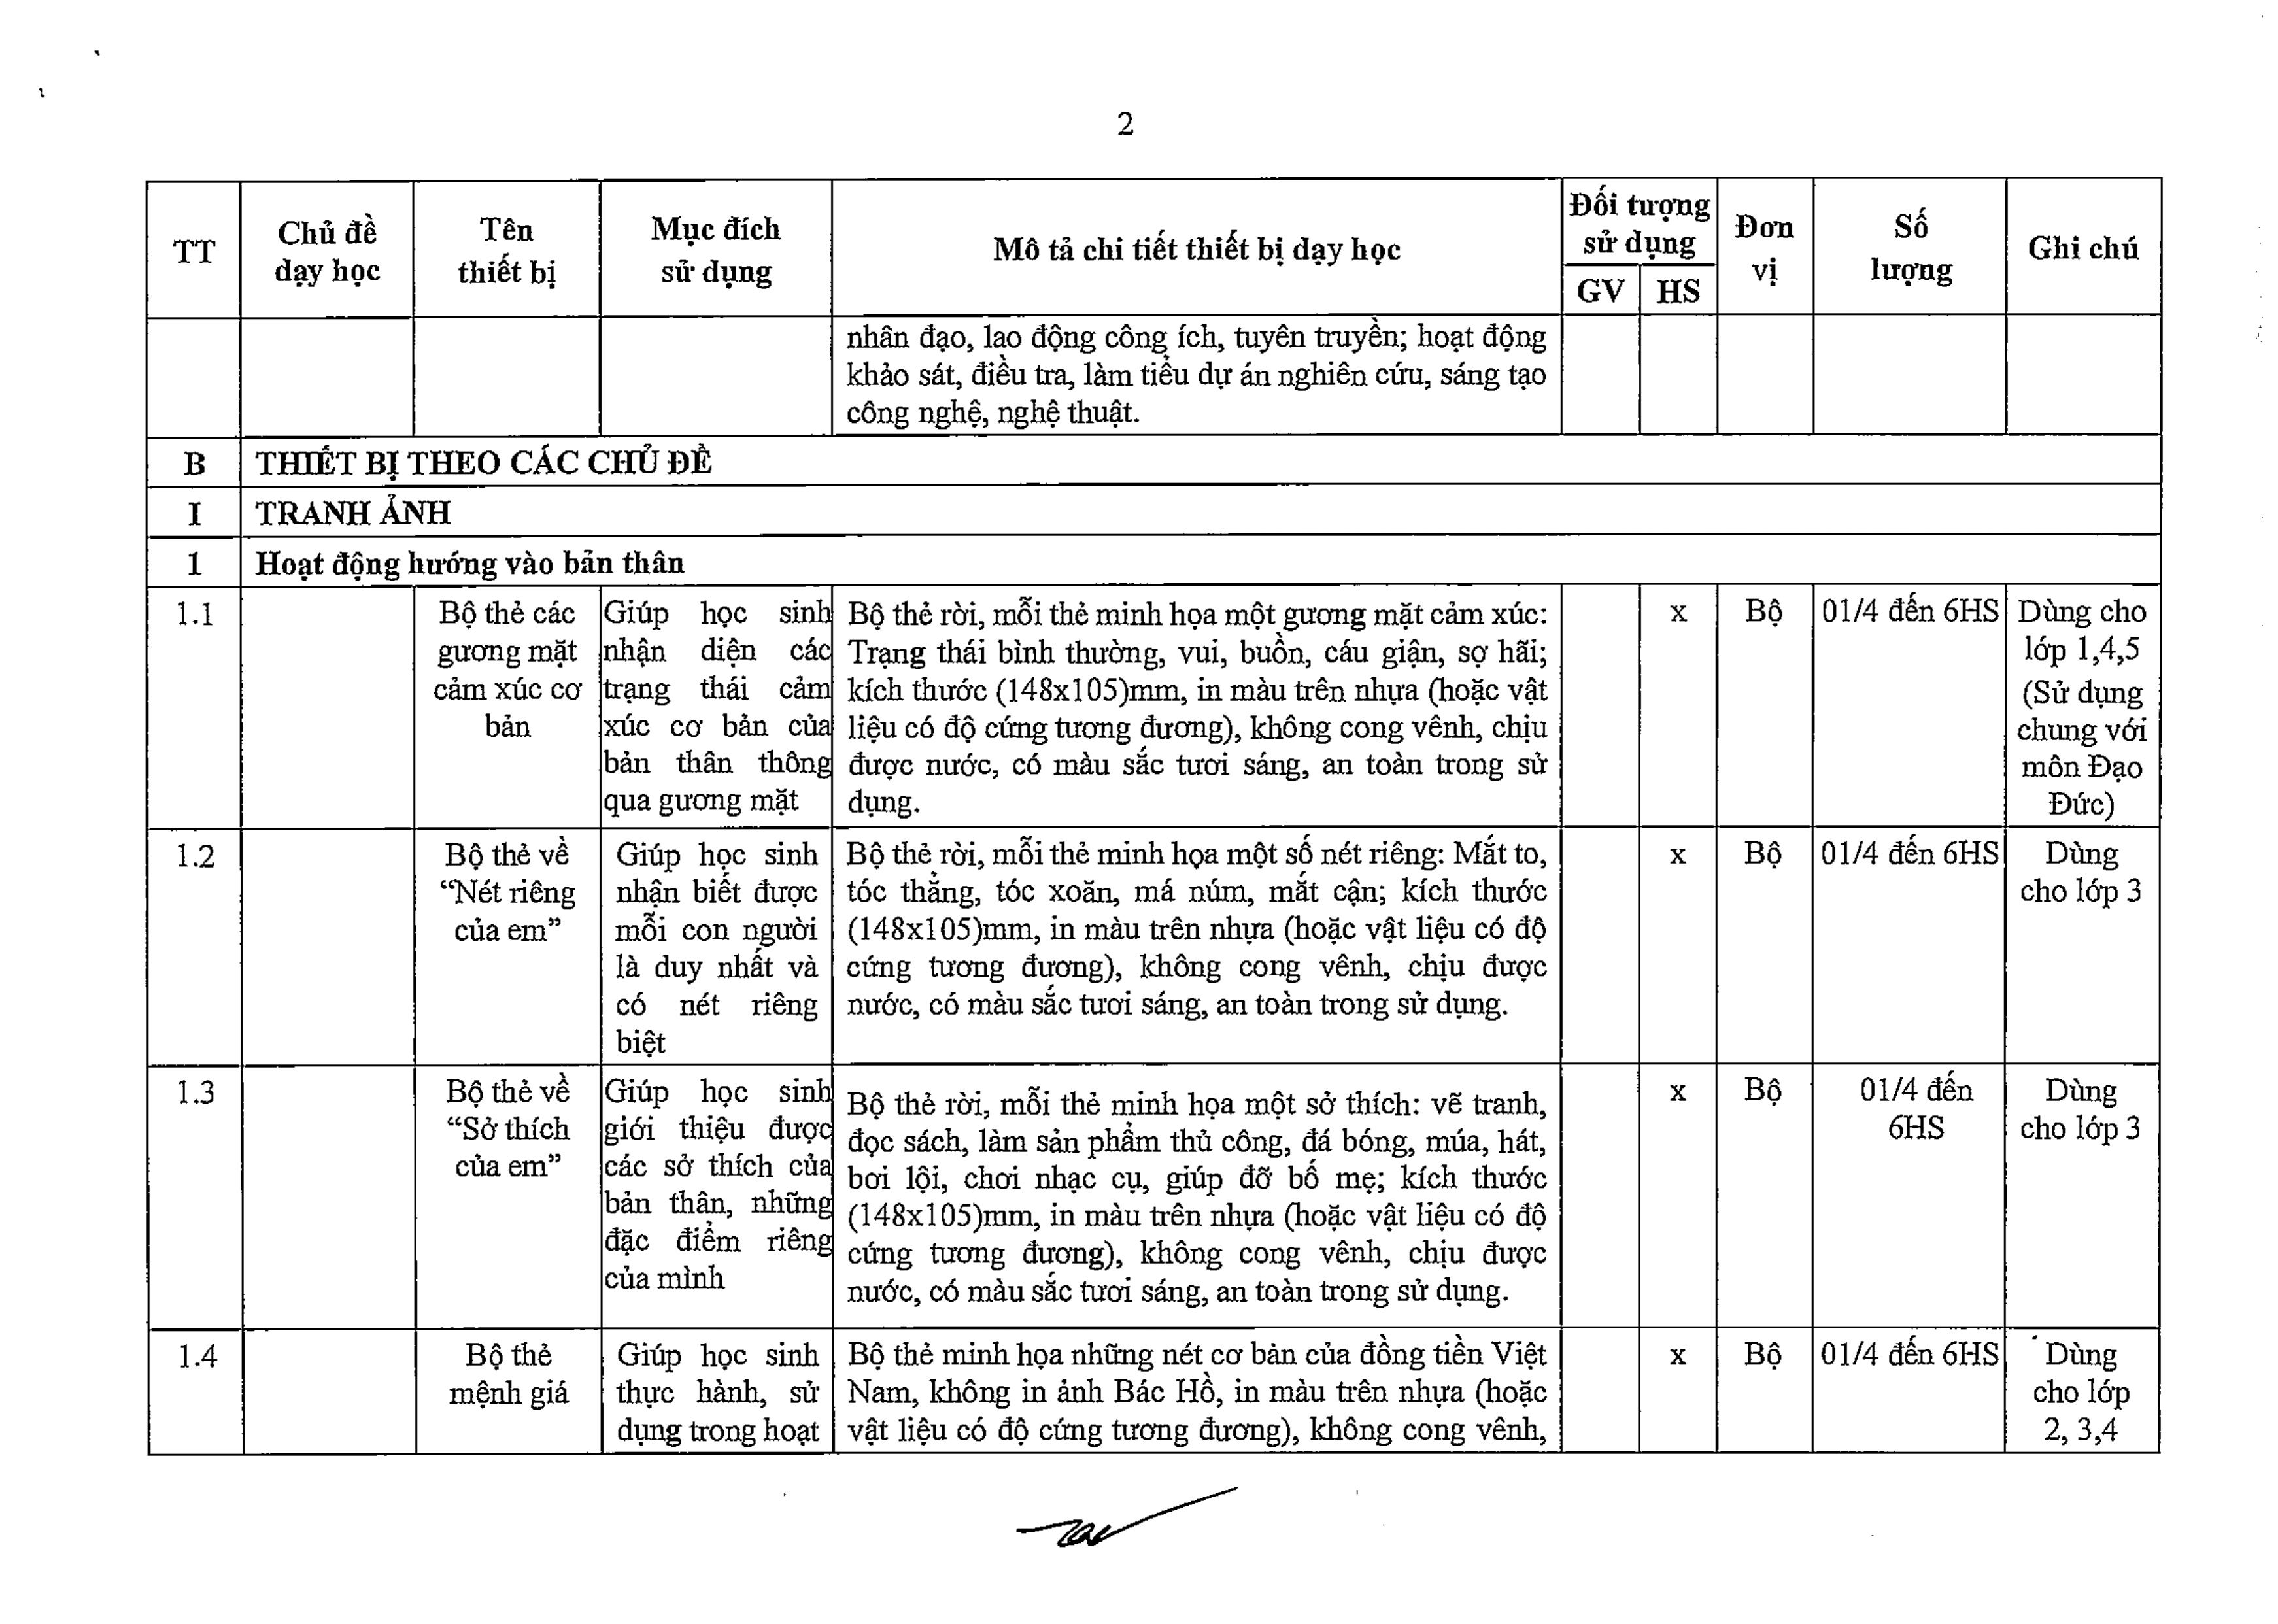 2
TT
Chủ đề
dạy học
Tên
thiết bị
Mục đích
sử dụng
Mô tả chi tiết thiết bị dạy học
Đối tượng
sử dụng
GV
HS
Đơn
vị
Số
lượng
Ghi chú
nhân đạo, lao động công ích, tuyên truyền; hoạt động
khảo sát, điều tra, làm tiểu dự án nghiên cứu, sáng tạo
công nghệ, nghệ thuật.
B
THIẾT BỊ THEO CÁC CHỦ ĐỀ
I
TRANH ẢNH
1
Hoạt động hướng vào bản thân
1.1
Bộ thẻ các
gương mặt
cảm xúc cơ
bản
Giúp học sinh
nhận diện các
trạng thái cảm
xúc cơ bản của
bản thân thông
qua gương mặt
Bộ thẻ rời, mỗi thẻ minh họa một gương mặt cảm xúc:
Trạng thái bình thường, vui, buồn, cáu giận, sợ hãi;
kích thước (148x105)mm, in màu trên nhựa (hoặc vật
liệu có độ cứng tương đương), không cong vênh, chịu
được nước, có màu sắc tươi sáng, an toàn trong sử
dụng.
x
Bộ
01/4 đến 6HS
Dùng cho
lớp 1,4,5
(Sử dụng
chung với
môn Đạo
Đức)
1.2
Bộ thẻ về
“Nét riêng
của em”
Giúp học sinh
nhận biết được
mỗi con người
là duy nhất và
có nét riêng
biệt
Bộ thẻ rời, mỗi thẻ minh họa một số nét riêng: Mắt to,
tóc thẳng, tóc xoăn, má núm, mắt cận; kích thước
(148x105)mm, in màu trên nhựa (hoặc vật liệu có độ
cứng tương đương), không cong vênh, chịu được
nước, có màu sắc tươi sáng, an toàn trong sử dụng.
x
Bộ
01/4 đến 6HS
Dùng
cho lớp 3
1.3
Bộ thẻ về
“Sở thích
của em”
Giúp học sinh
giới thiệu được
các sở thích của
bản thân, những
đặc điểm riêng
của mình
Bộ thẻ rời, mỗi thẻ minh họa một sở thích: vẽ tranh,
đọc sách, làm sản phẩm thủ công, đá bóng, múa, hát,
bơi lội, chơi nhạc cụ, giúp đỡ bố mẹ; kích thước
(148x105)mm, in màu trên nhựa (hoặc vật liệu có độ
cứng tương đương), không cong vênh, chịu được
nước, có màu sắc tươi sáng, an toàn trong sử dụng.
x
Bộ
01/4 đến
6HS
Dùng
cho lớp 3
1.4
Bộ thẻ
mệnh giá
Giúp học sinh
thực hành, sử
dụng trong hoạt
Bộ thẻ minh họa những nét cơ bản của đồng tiền Việt
Nam, không in ảnh Bác Hồ, in màu trên nhựa (hoặc
vật liệu có độ cứng tương đương), không cong vênh,
x
Bộ
01/4 đến 6HS
Dùng
cho lớp
2, 3,4